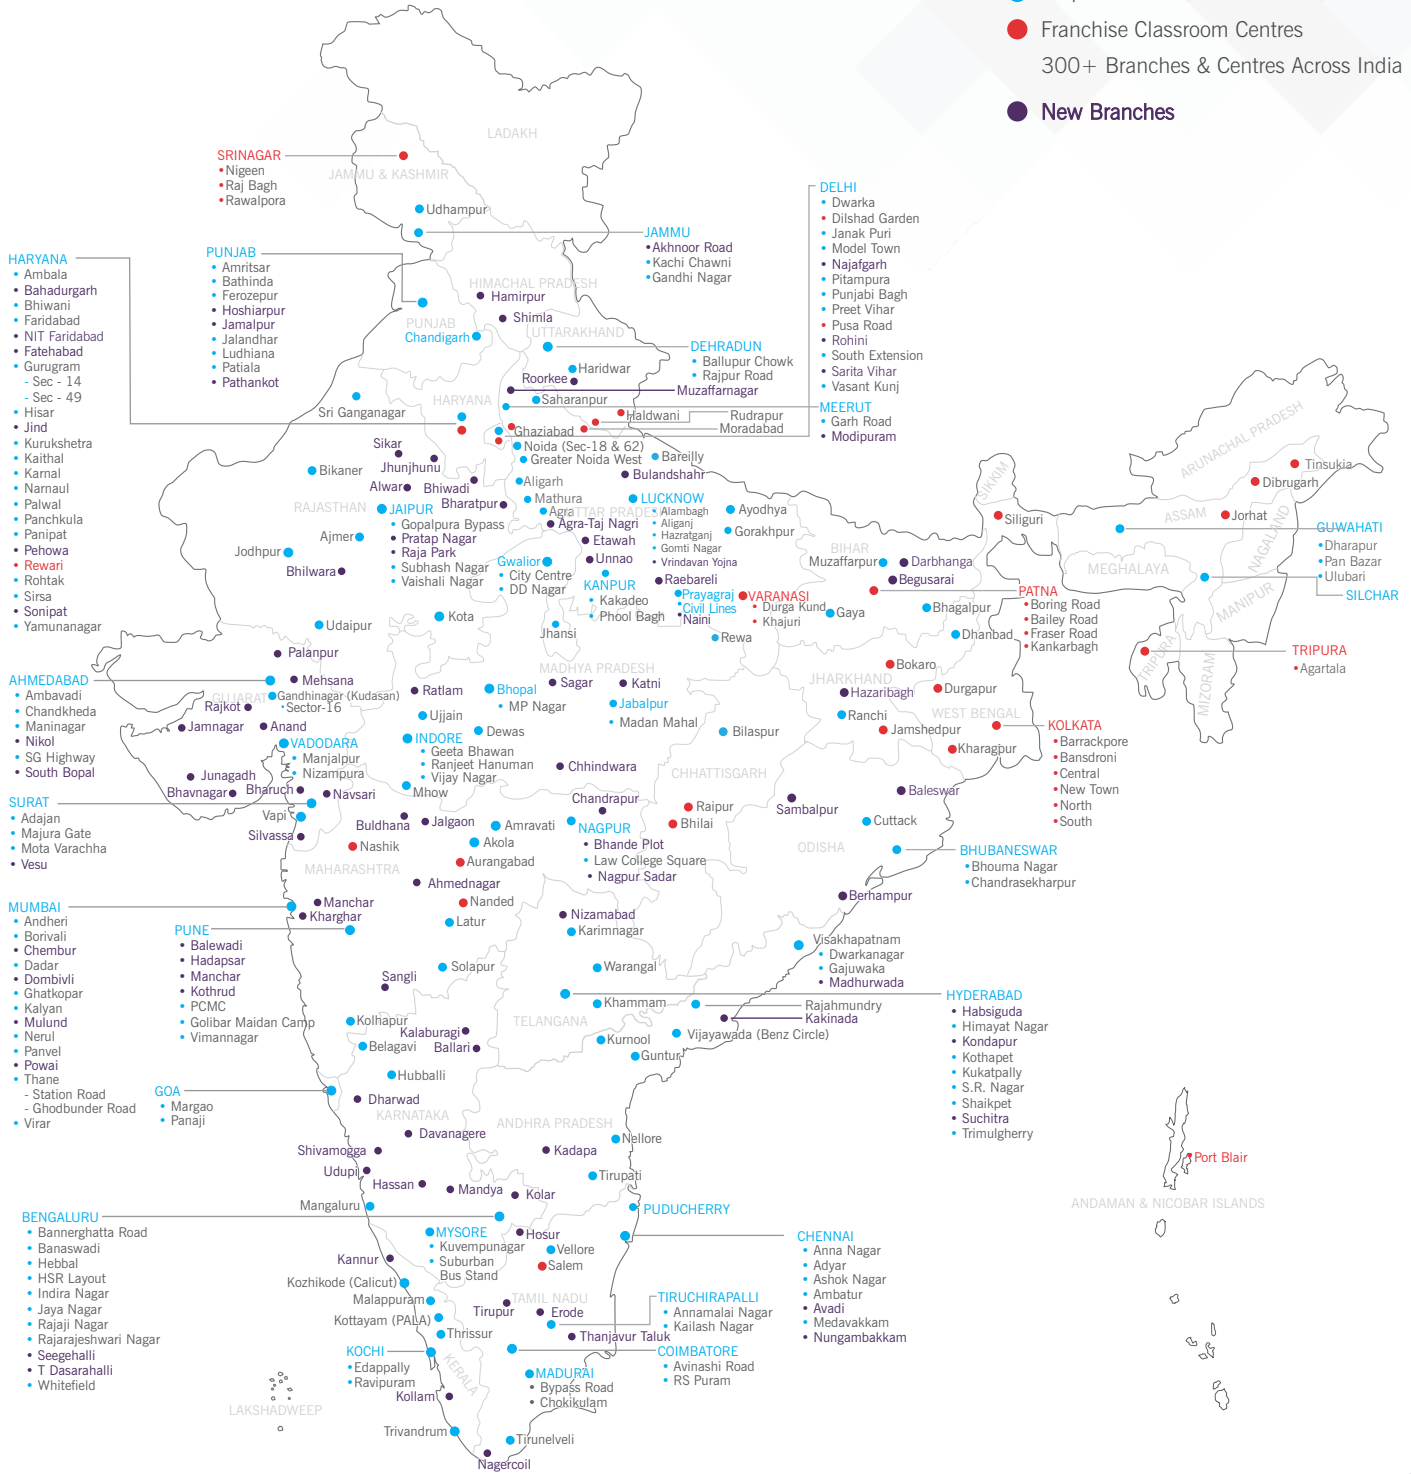 Franchise Classroom Centres
300+ Branches & Centres Across India
New Branches
LADAKH
SRINAGAR
Nigeen
Raj Bagh
Rawalpora
JAMMU & KASHMIR
Udhampur
JAMMU
Akhnoor Road
Kachi Chawni
Gandhi Nagar
DELHI
Dwarka
Dilshad Garden
Janak Puri
Model Town
Najafgarh
Pitampura
Punjabi Bagh
Preet Vihar
Pusa Road
Rohini
South Extension
Sarita Vihar
Vasant Kunj
HARYANA
Ambala
Bahadurgarh
Bhiwani
Faridabad
NIT Faridabad
Fatehabad
Gurugram
- Sec - 14
- Sec - 49
Hisar
Jind
Kurukshetra
Kaithal
Karnal
Narnaul
Palwal
Panchkula
Panipat
Pehowa
Rewari
Rohtak
Sirsa
Sonipat
Yamunanagar
PUNJAB
Amritsar
Bathinda
Ferozepur
Hoshiarpur
Jamalpur
Jalandhar
Ludhiana
Patiala
Pathankot
HIMACHAL PRADESH
Hamirpur
Shimla
PUNJAB
Chandigarh
UTTARAKHAND
DEHRADUN
Ballupur Chowk
Rajpur Road
Haridwar
Roorkee
Muzaffarnagar
Saharanpur
MEERUT
Garh Road
Modipuram
Sri Ganganagar
HARYANA
Haldwani
Rudrapur
Moradabad
Ghaziabad
Noida (Sec-18 & 62)
Greater Noida West
Bareilly
Bulandshahr
Sikar
Jhunjhunu
Bikaner
Alwar
Bhiwadi
Bharatpur
Aligarh
Mathura
Agra
Agra-Taj Nagri
UTTAR PRADESH
RAJASTHAN
JAIPUR
Gopalpura Bypass
Pratap Nagar
Raja Park
Subhash Nagar
Vaishali Nagar
LUCKNOW
Alambagh
Aliganj
Hazratganj
Gomti Nagar
Vrindavan Yojna
Ayodhya
Gorakhpur
Etawah
Unnao
Ajmer
Jodhpur
Bhilwara
Gwalior
City Centre
DD Nagar
KANPUR
Kakadeo
Phool Bagh
Raebareli
Prayagraj
Civil Lines
Naini
VARANASI
Durga Kund
Khajuri
BIHAR
Muzaffarpur
Darbhanga
Begusarai
PATNA
Boring Road
Bailey Road
Fraser Road
Kankarbagh
Gaya
Bhagalpur
Dhanbad
SIKKIM
Siliguri
ARUNACHAL PRADESH
Tinsukia
Dibrugarh
ASSAM
Jorhat
NAGALAND
GUWAHATI
Dharapur
Pan Bazar
Ulubari
SILCHAR
MEGHALAYA
MANIPUR
TRIPURA
MIZORAM
TRIPURA
Agartala
Kota
Udaipur
Jhansi
Rewa
Palanpur
Mehsana
AHMEDABAD
Ambavadi
Chandkheda
Maninagar
Nikol
SG Highway
South Bopal
GUJARAT
Gandhinagar (Kudasan)
Sector-16
Rajkot
Jamnagar
Anand
VADODARA
Manjalpur
Nizampura
Junagadh
Bhavnagar
Bharuch
Navsari
MADHYA PRADESH
Ratlam
Bhopal
MP Nagar
Sagar
Katni
Jabalpur
Madan Mahal
Ujjain
Dewas
INDORE
Geeta Bhawan
Ranjeet Hanuman
Vijay Nagar
Mhow
Chhindwara
Bilaspur
CHHATTISGARH
Raipur
Bhilai
JHARKHAND
Bokaro
Hazaribagh
Ranchi
Jamshedpur
Durgapur
WEST BENGAL
Kharagpur
KOLKATA
Barrackpore
Bansdroni
Central
New Town
North
South
SURAT
Adajan
Majura Gate
Mota Varachha
Vesu
Vapi
Silvassa
Buldhana
Jalgaon
Amravati
Akola
Chandrapur
NAGPUR
Bhande Plot
Law College Square
Nagpur Sadar
Nashik
Aurangabad
MAHARASHTRA
Ahmednagar
Nanded
Latur
Sambalpur
Baleswar
Cuttack
ODISHA
BHUBANESWAR
Bhouma Nagar
Chandrasekharpur
Berhampur
MUMBAI
Andheri
Borivali
Chembur
Dadar
Dombivli
Ghatkopar
Kalyan
Mulund
Nerul
Panvel
Powai
Thane
- Station Road
- Ghodbunder Road
Virar
Manchar
Kharghar
PUNE
Balewadi
Hadapsar
Manchar
Kothrud
PCMC
Golibar Maidan Camp
Vimannagar
Solapur
Sangli
Kolhapur
Nizamabad
Karimnagar
Warangal
Khammam
TELANGANA
Visakhapatnam
Dwarkanagar
Gajuwaka
Madhurwada
Rajahmundry
Kakinada
Vijayawada (Benz Circle)
HYDERABAD
Habsiguda
Himayat Nagar
Kondapur
Kothapet
Kukatpally
S.R. Nagar
Shaikpet
Suchitra
Trimulgherry
Kalaburagi
Ballari
Belagavi
Hubballi
Kurnool
Guntur
GOA
Margao
Panaji
Dharwad
KARNATAKA
Davanagere
Shivamogga
Udupi
Hassan
Mandya
Kolar
Mangaluru
ANDHRA PRADESH
Nellore
Kadapa
Tirupati
Port Blair
ANDAMAN & NICOBAR ISLANDS
BENGALURU
Bannerghatta Road
Banaswadi
Hebbal
HSR Layout
Indira Nagar
Jaya Nagar
Rajaji Nagar
Rajarajeshwari Nagar
Seegehalli
T Dasarahalli
Whitefield
MYSORE
Kuvempunagar
Suburban
Bus Stand
Hosur
Vellore
Salem
PUDUCHERRY
CHENNAI
Anna Nagar
Adyar
Ashok Nagar
Ambatur
Avadi
Medavakkam
Nungambakkam
Kannur
Kozhikode (Calicut)
Malappuram
Kottayam (PALA)
Thrissur
TAMIL NADU
Tirupur
Erode
Thanjavur Taluk
TIRUCHIRAPALLI
Annamalai Nagar
Kailash Nagar
COIMBATORE
Avinashi Road
RS Puram
KOCHI
Edappally
Ravipuram
KERALA
Kollam
MADURAI
Bypass Road
Chokikulam
LAKSHADWEEP
Trivandrum
Tirunelveli
Nagercoil